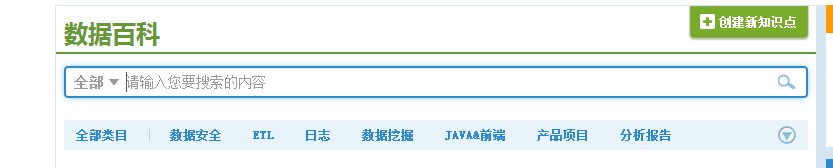 创建新知识点
数据百科
全部 请输入您要搜索的内容
全部类目 数据安全 ETL 日志 数据挖掘 JAVA&前端 产品项目 分析报告